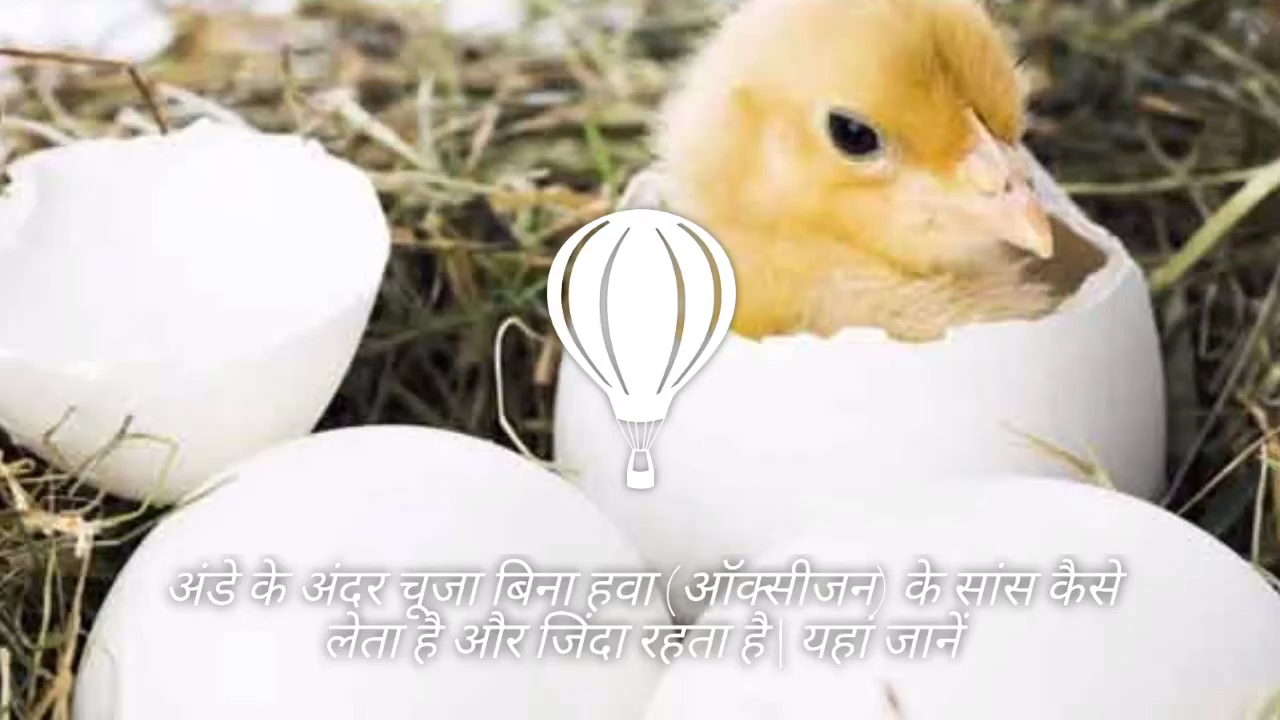 अंडे के अंदर चूजा बिना हवा (ऑक्सीजन) के सांस कैसे
लेता है और जिंदा रहता है| यहां जानें